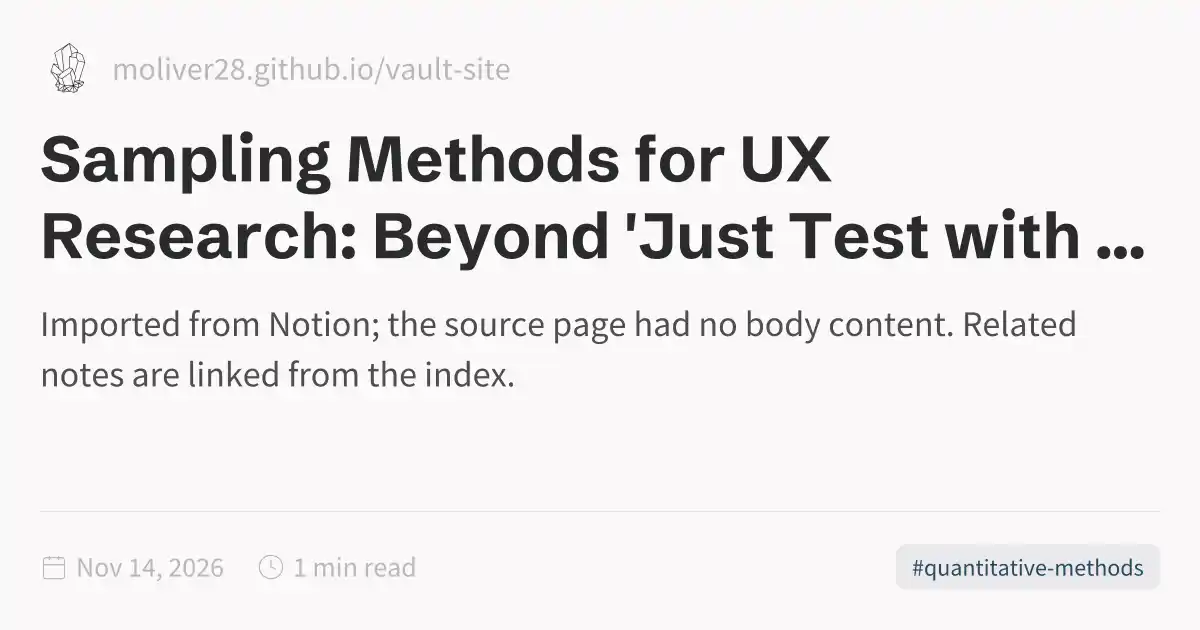 moliver28.github.io/vault-site
Sampling Methods for UX
Research: Beyond 'Just Test with ...
Imported from Notion; the source page had no body content. Related
notes are linked from the index.
Nov 14, 2026
1 min read
#quantitative-methods